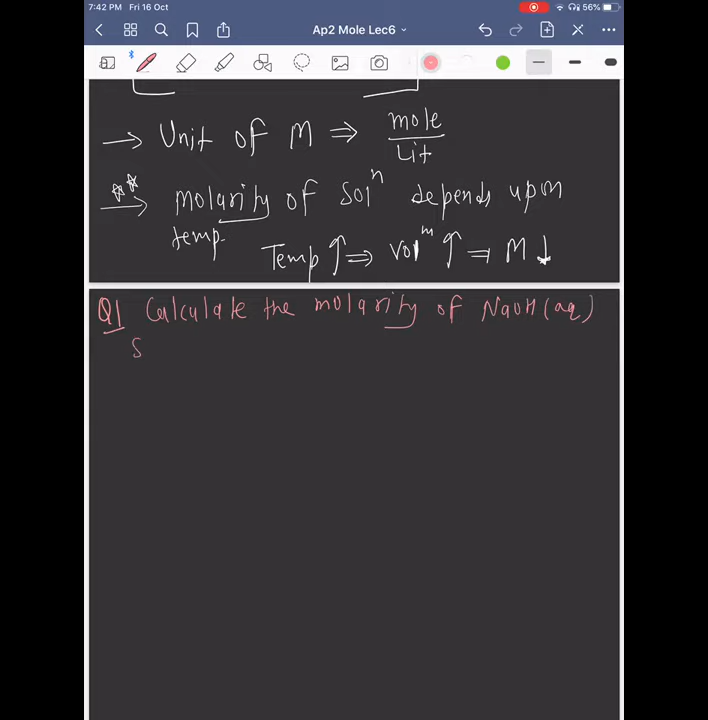 7:42 PM Fri 16 Oct 56%
Ap2 Mole Lec6
→ Unit of M ⇒ mole
Lit
→ molarity of Solⁿ depends upon
temp.
Temp ↑ ⇒ Volᵐ ↑ ⇒ M ↓
Q1 Calculate the molarity of NaOH(aq)
S